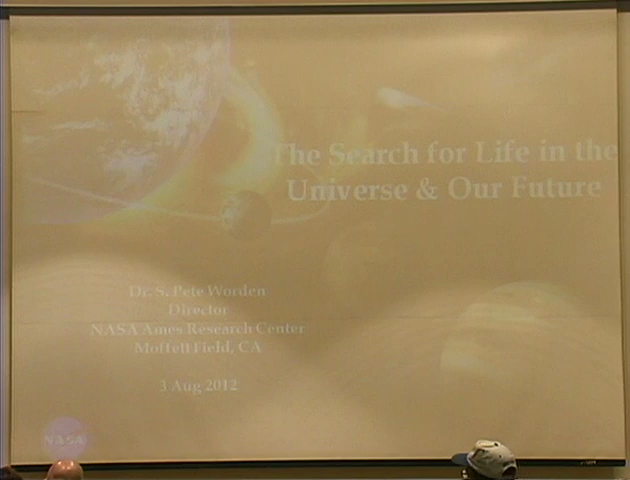 The Search for Life in the
Universe & Our Future
Dr. S. Pete Worden
Director
NASA Ames Research Center
Moffett Field, CA
3 Aug 2012
NASA